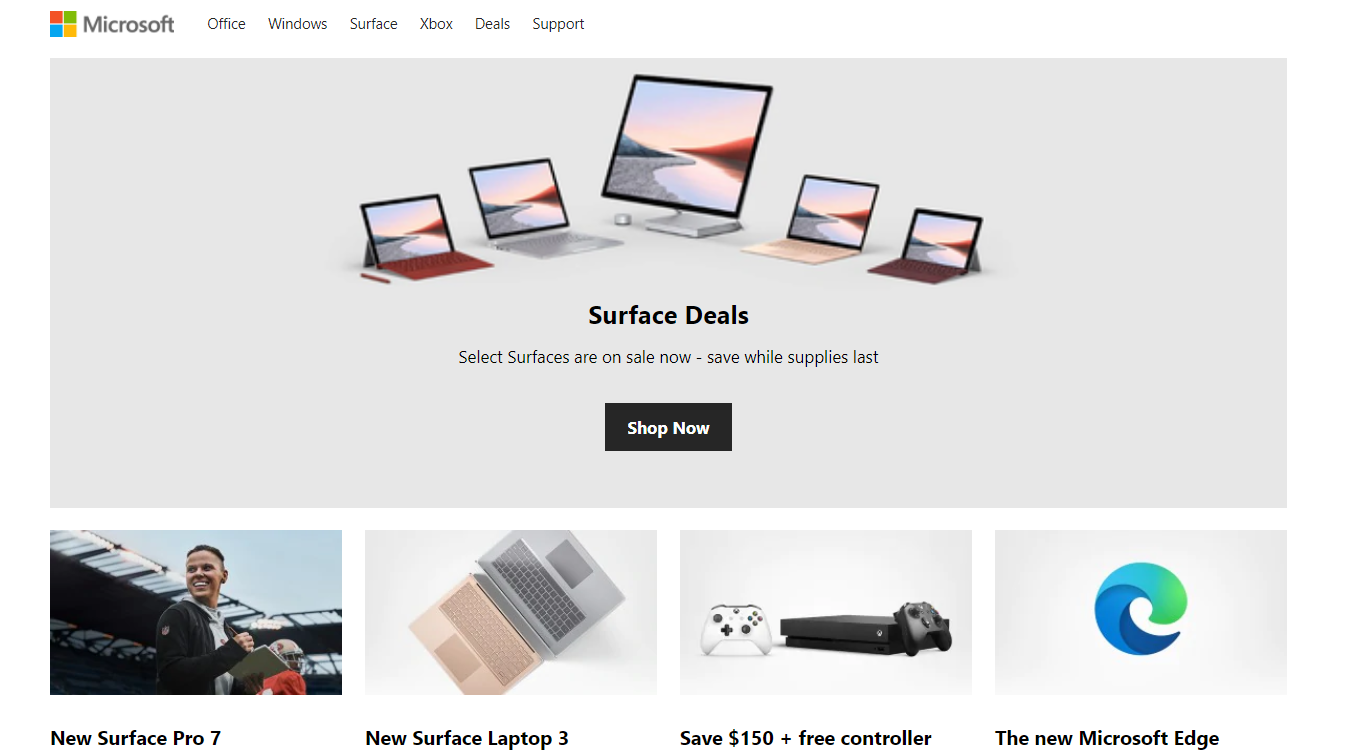 Microsoft Office Windows Surface Xbox Deals Support
Surface Deals
Select Surfaces are on sale now - save while supplies last
Shop Now
New Surface Pro 7
New Surface Laptop 3
Save $150 + free controller
The new Microsoft Edge